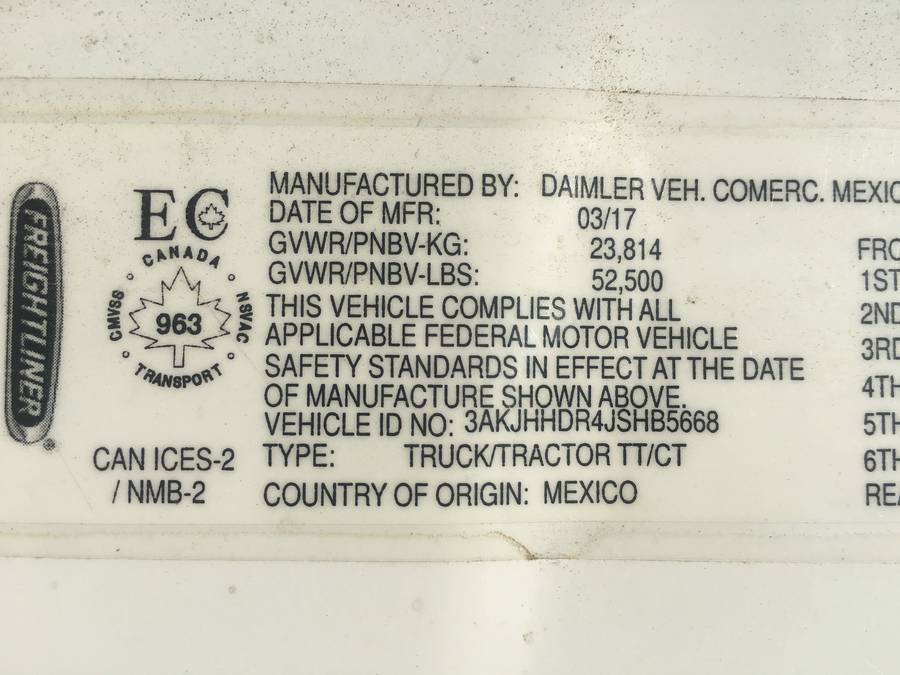 FREIGHTLINER
EC
CANADA
CMVSS
963
NSVAC
TRANSPORT
CAN ICES-2
/ NMB-2
MANUFACTURED BY: DAIMLER VEH. COMERC. MEXIC
DATE OF MFR: 03/17
GVWR/PNBV-KG: 23,814
GVWR/PNBV-LBS: 52,500
THIS VEHICLE COMPLIES WITH ALL
APPLICABLE FEDERAL MOTOR VEHICLE
SAFETY STANDARDS IN EFFECT AT THE DATE
OF MANUFACTURE SHOWN ABOVE.
VEHICLE ID NO: 3AKJHHDR4JSHB5668
TYPE: TRUCK/TRACTOR TT/CT
COUNTRY OF ORIGIN: MEXICO
FRO
1ST
2ND
3RD
4TH
5TH
6TH
REA